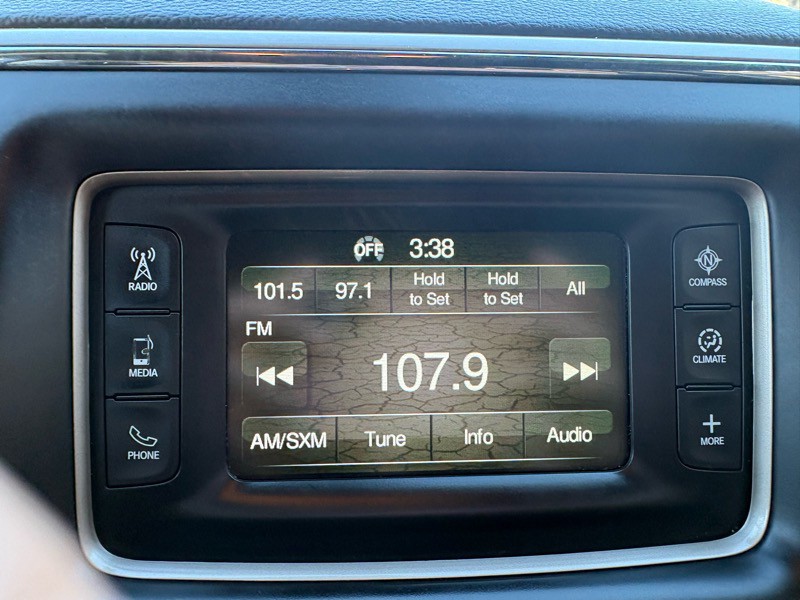 OFF 3:38
101.5 97.1 Hold to Set Hold to Set All
FM
107.9
AM/SXM Tune Info Audio
RADIO
MEDIA
PHONE
N
COMPASS
CLIMATE
MORE